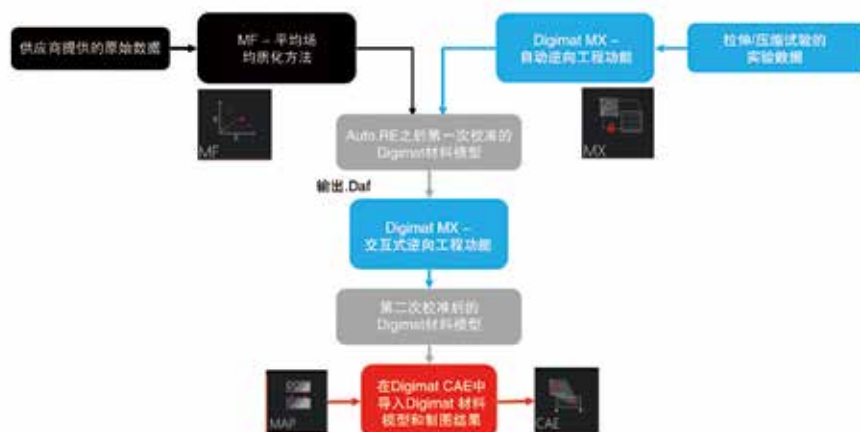 供应商提供的原始数据
MF – 平均场
均质化方法
Digimat MX –
自动逆向工程功能
拉伸/压缩试验的
实验数据
MF
MX
Auto.RE之后第一次校准的
Digimat材料模型
输出.Daf
Digimat MX –
交互式逆向工程功能
第二次校准后的
Digimat材料模型
MAP
在Digimat CAE中
导入Digimat 材料
模型和制图结果
CAE